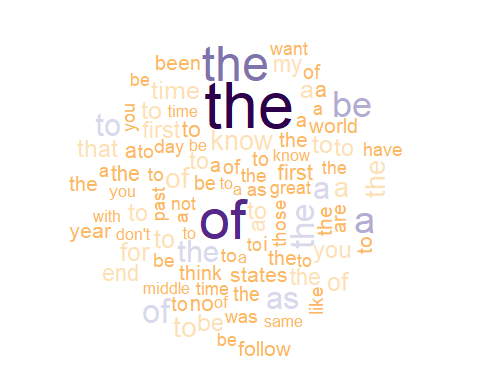 want
been the my of
be time a a
the a be
you to time a world
to first to
that a to day be know the to to have
to a of to know
the a the to of the first the the
you be to a as great a a
with to past not a of to those the the are a
year don't to to to i you to
for be the to a the to
end think states the of
middle time the as like
of to no of was same
to be
be follow